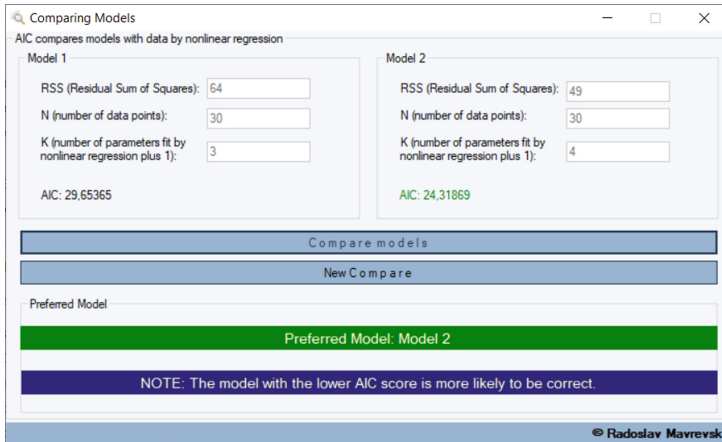 Comparing Models
AIC compares models with data by nonlinear regression
Model 1
RSS (Residual Sum of Squares): 64
N (number of data points): 30
K (number of parameters fit by
nonlinear regression plus 1): 3
AIC: 29,65365
Model 2
RSS (Residual Sum of Squares): 49
N (number of data points): 30
K (number of parameters fit by
nonlinear regression plus 1): 4
AIC: 24,31869
Compare models
New Compare
Preferred Model
Preferred Model: Model 2
NOTE: The model with the lower AIC score is more likely to be correct.
© Radoslav Mavrevsk